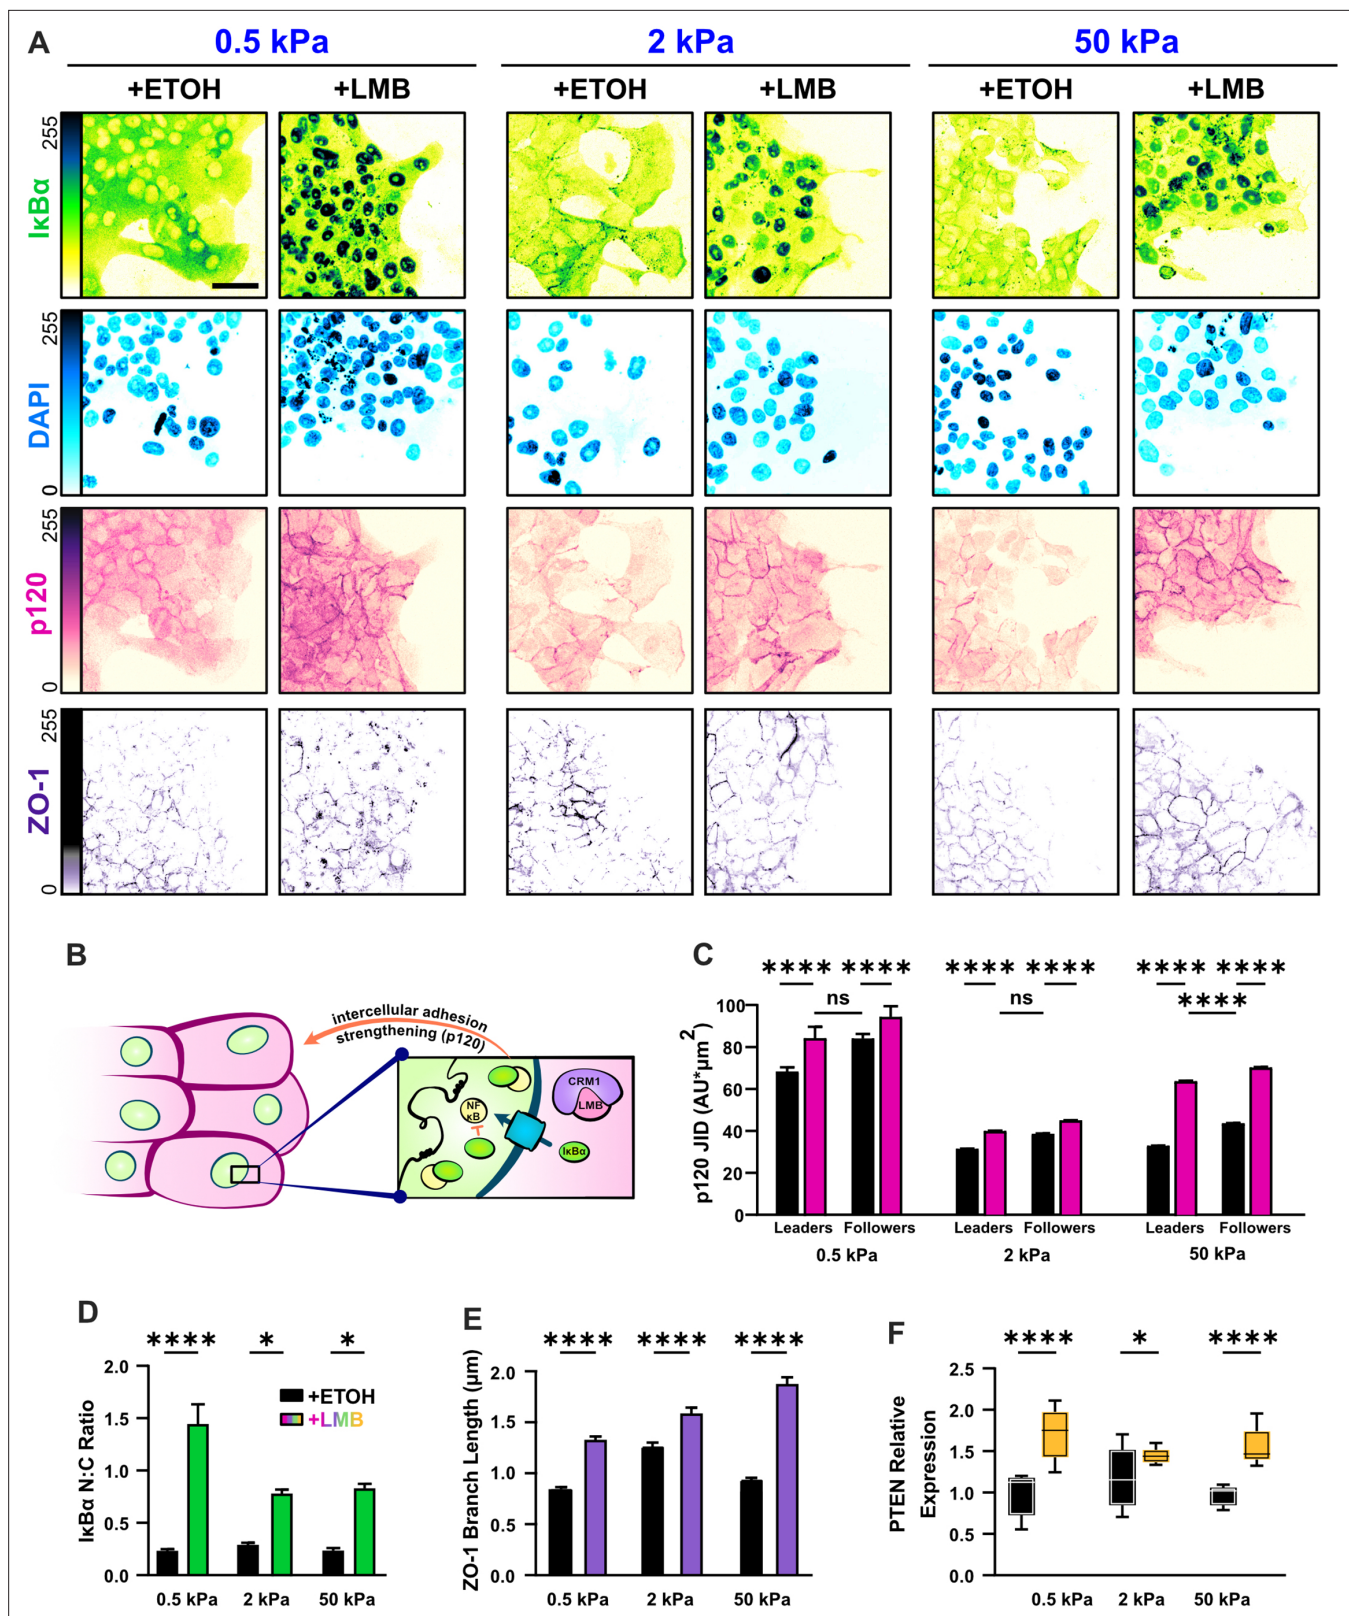 A
0.5 kPa
2 kPa
50 kPa
+ETOH
+LMB
+ETOH
+LMB
+ETOH
+LMB
IκBα
255
DAPI
0
255
p120
0
255
ZO-1
0
255
B
intercellular adhesion
strengthening (p120)
CRM1
LMB
NF
κB
IκBα
C
**** **** **** **** **** ****
ns
ns
****
p120 JID (AU*µm²)
100
80
60
40
20
0
Leaders Followers Leaders Followers Leaders Followers
0.5 kPa 2 kPa 50 kPa
D
**** * *
IκBα N:C Ratio
2.0
1.5
1.0
0.5
0.0
+ETOH
+LMB
0.5 kPa 2 kPa 50 kPa
E
**** **** ****
ZO-1 Branch Length (µm)
2.0
1.5
1.0
0.5
0.0
0.5 kPa 2 kPa 50 kPa
F
**** * ****
PTEN Relative
Expression
2.5
2.0
1.5
1.0
0.5
0.0
0.5 kPa 2 kPa 50 kPa